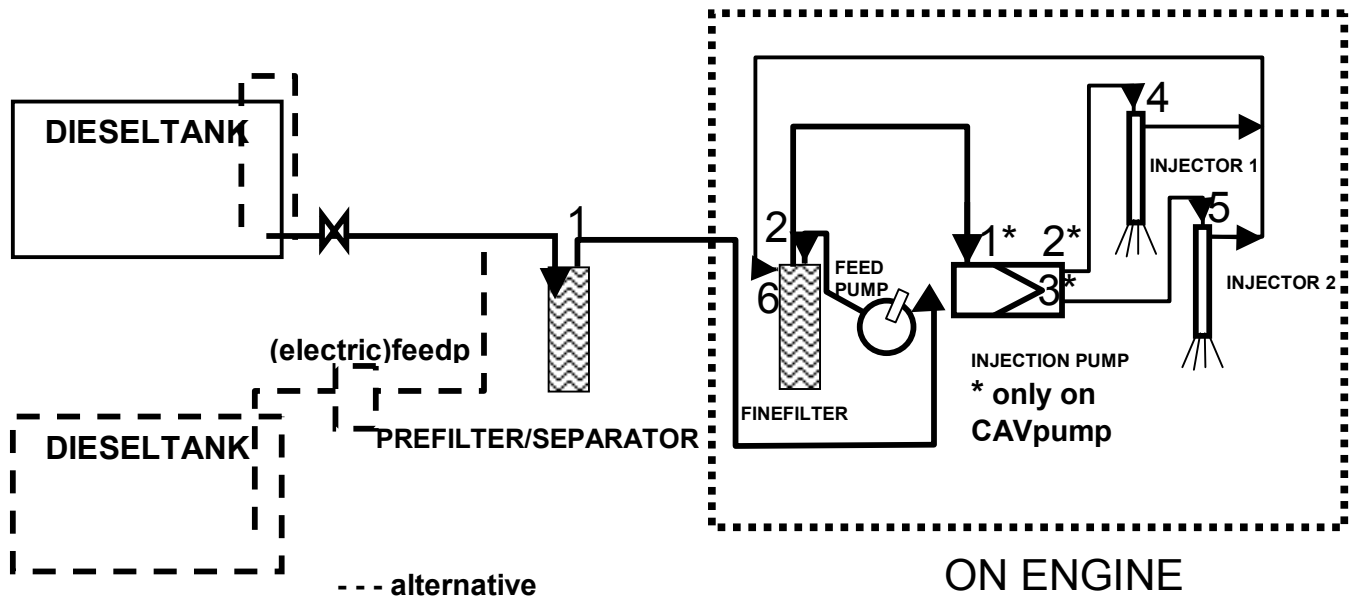 DIESELTANK
1
(electric)feedp
PREFILTER/SEPARATOR
DIESELTANK
- - - alternative
2
6
FEED
PUMP
FINEFILTER
1*
2*
3*
INJECTION PUMP
* only on
CAVpump
4
INJECTOR 1
5
INJECTOR 2
ON ENGINE